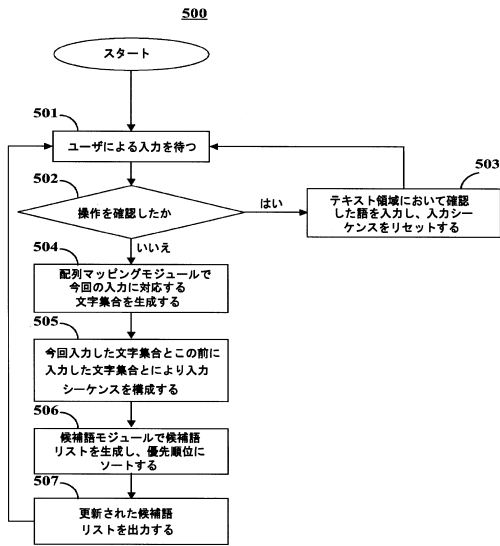 500
スタート
501
ユーザによる入力を待つ
502
操作を確認したか
はい
503
テキスト領域において確認
した語を入力し、入力シー
ケンスをリセットする
いいえ
504
配列マッピングモジュールで
今回の入力に対応する
文字集合を生成する
505
今回入力した文字集合とこの前に
入力した文字集合とにより入力
シーケンスを構成する
506
候補語モジュールで候補語
リストを生成し、優先順位に
ソートする
507
更新された候補語
リストを出力する